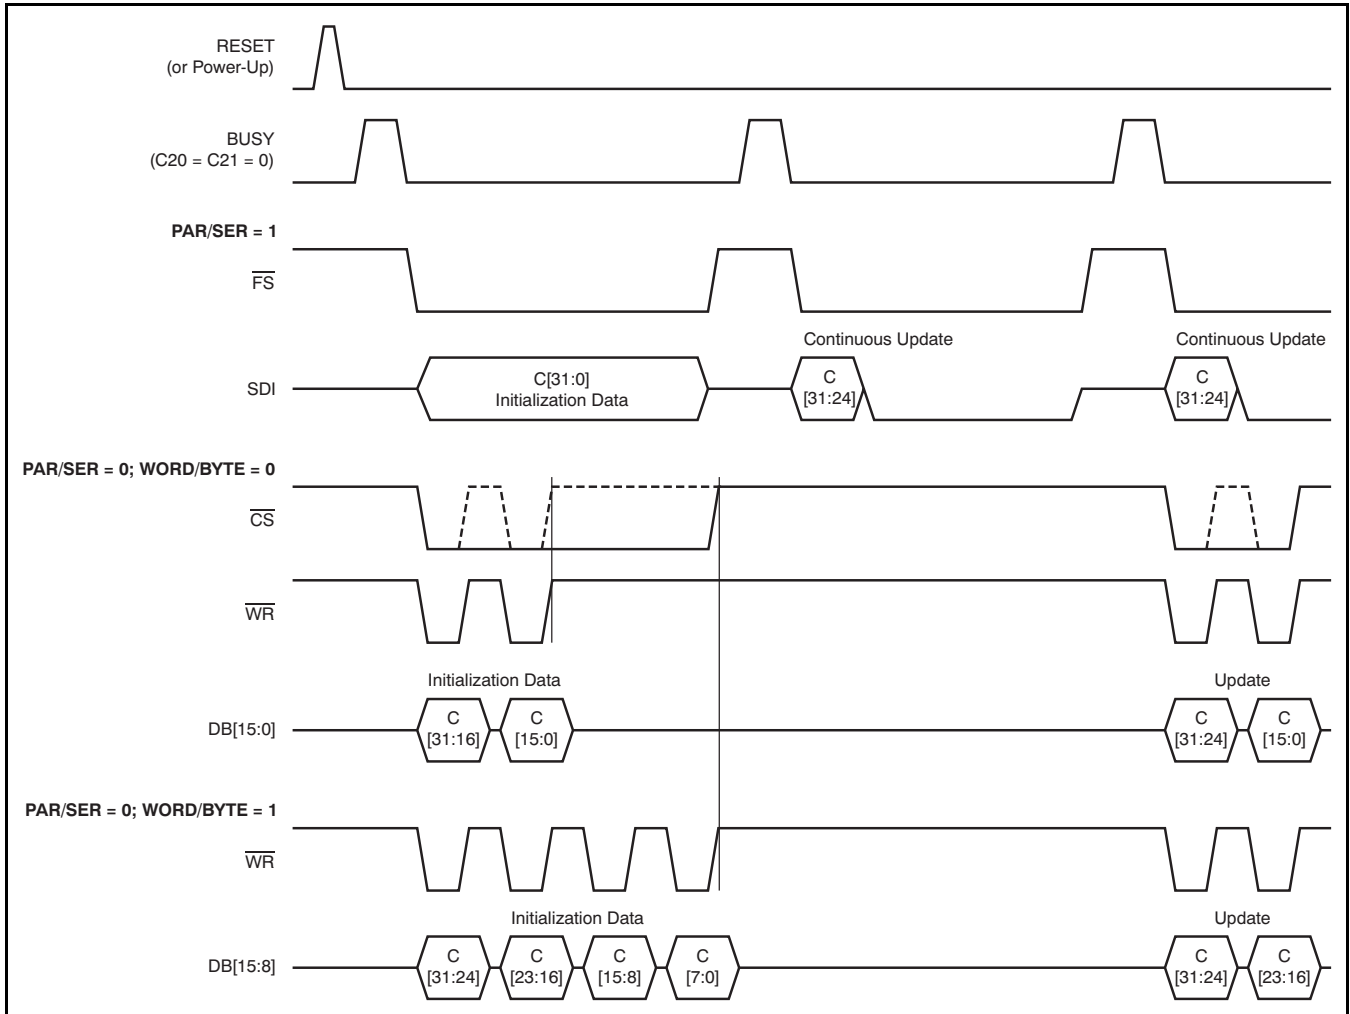 RESET
(or Power-Up)
BUSY
(C20 = C21 = 0)
PAR/SER = 1
FS
Continuous Update
Continuous Update
SDI
C[31:0]
Initialization Data
C
[31:24]
C
[31:24]
PAR/SER = 0; WORD/BYTE = 0
CS
WR
Initialization Data
Update
DB[15:0]
C
[31:16]
C
[15:0]
C
[31:24]
C
[15:0]
PAR/SER = 0; WORD/BYTE = 1
WR
Initialization Data
Update
DB[15:8]
C
[31:24]
C
[23:16]
C
[15:8]
C
[7:0]
C
[31:24]
C
[23:16]